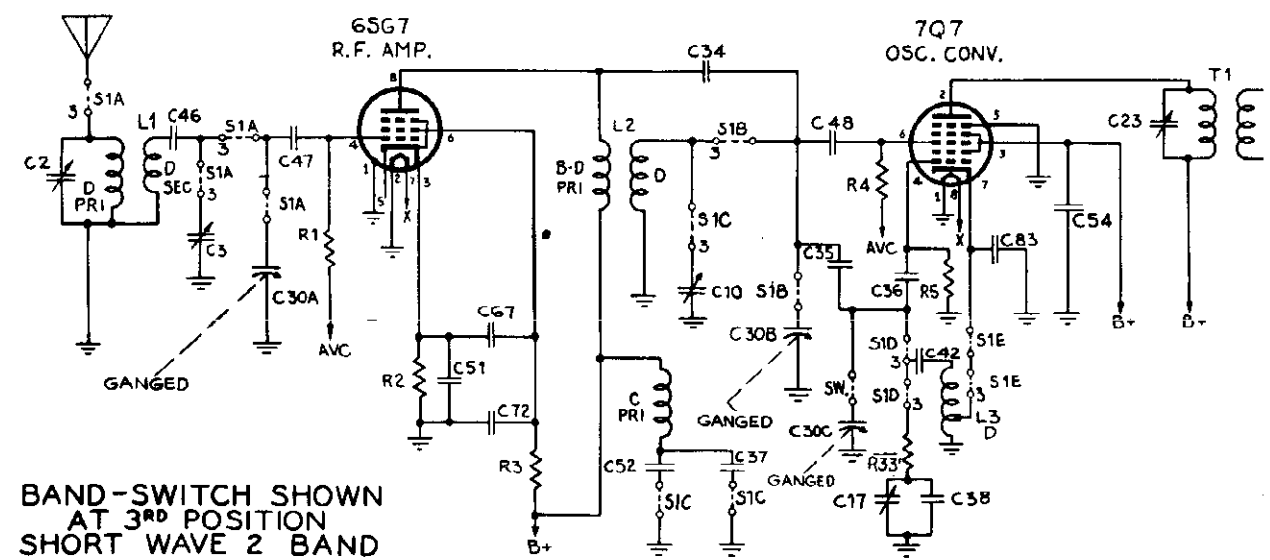 6SG7
R.F. AMP.
7Q7
OSC. CONV.
C34
T1
8
2
S1A
3
L1
C46
S1A
3
C47
4
6
L2
S1B
3
C48
6
5
3
C23
C2
D
PRI
D
SEC
S1A
3
1
5
2
7
3
X
B-D
PRI
D
R4
4
1
8
7
X
C54
S1A
C3
R1
S1C
3
AVC
C83
C35
C36
R5
C30A
C10
S1B
C30B
GANGED
AVC
C67
S1D
3
C42
S1E
3
S1E
B+
B+
R2
C51
C
PRI
SW.
S1D
3
L3
D
C72
GANGED
C30C
R3
C52
C37
R33
GANGED
S1C
S1C
C17
C38
B+
BAND-SWITCH SHOWN
AT 3RD POSITION
SHORT WAVE 2 BAND